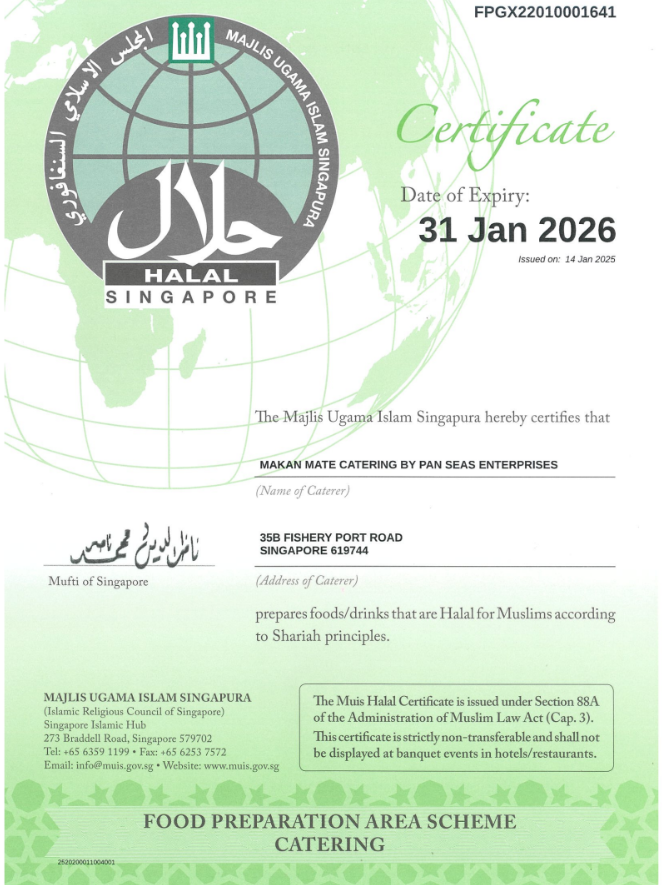 FPGX22010001641
المجلس الاسلامي السنغافوري
MAJLIS UGAMA ISLAM SINGAPURA
حلال
HALAL
SINGAPORE
Certificate
Date of Expiry:
31 Jan 2026
Issued on: 14 Jan 2025
The Majlis Ugama Islam Singapura hereby certifies that
MAKAN MATE CATERING BY PAN SEAS ENTERPRISES
(Name of Caterer)
35B FISHERY PORT ROAD
SINGAPORE 619744
(Address of Caterer)
Mufti of Singapore
prepares foods/drinks that are Halal for Muslims according
to Shariah principles.
MAJLIS UGAMA ISLAM SINGAPURA
(Islamic Religious Council of Singapore)
Singapore Islamic Hub
273 Braddell Road, Singapore 579702
Tel: +65 6359 1199 • Fax: +65 6253 7572
Email: info@muis.gov.sg • Website: www.muis.gov.sg
The Muis Halal Certificate is issued under Section 88A
of the Administration of Muslim Law Act (Cap. 3).
This certificate is strictly non-transferable and shall not
be displayed at banquet events in hotels/restaurants.
FOOD PREPARATION AREA SCHEME
CATERING